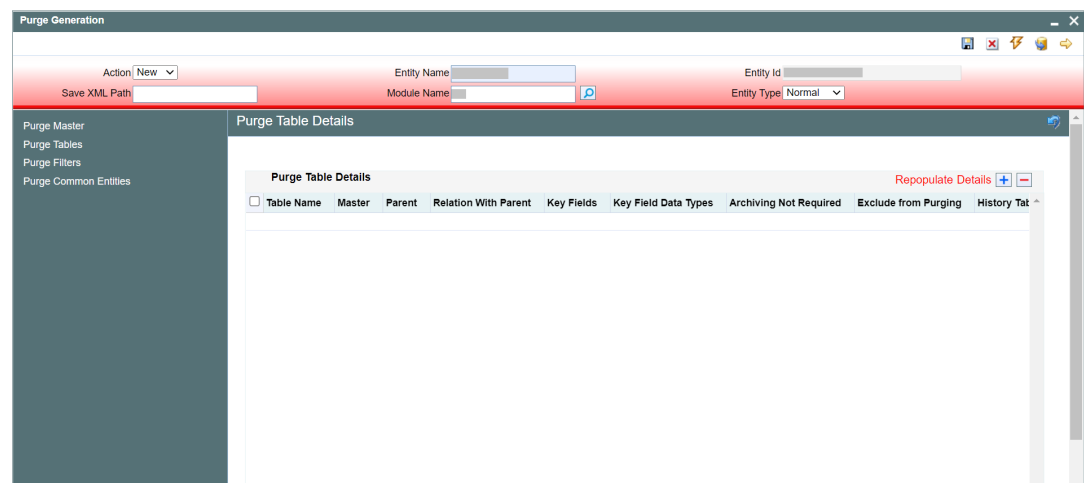 Purge Generation
Action New Entity Name Entity Id
Save XML Path Module Name Entity Type Normal
Purge Master
Purge Tables
Purge Filters
Purge Common Entities
Purge Table Details
Purge Table Details Repopulate Details
Table Name Master Parent Relation With Parent Key Fields Key Field Data Types Archiving Not Required Exclude from Purging History Tab